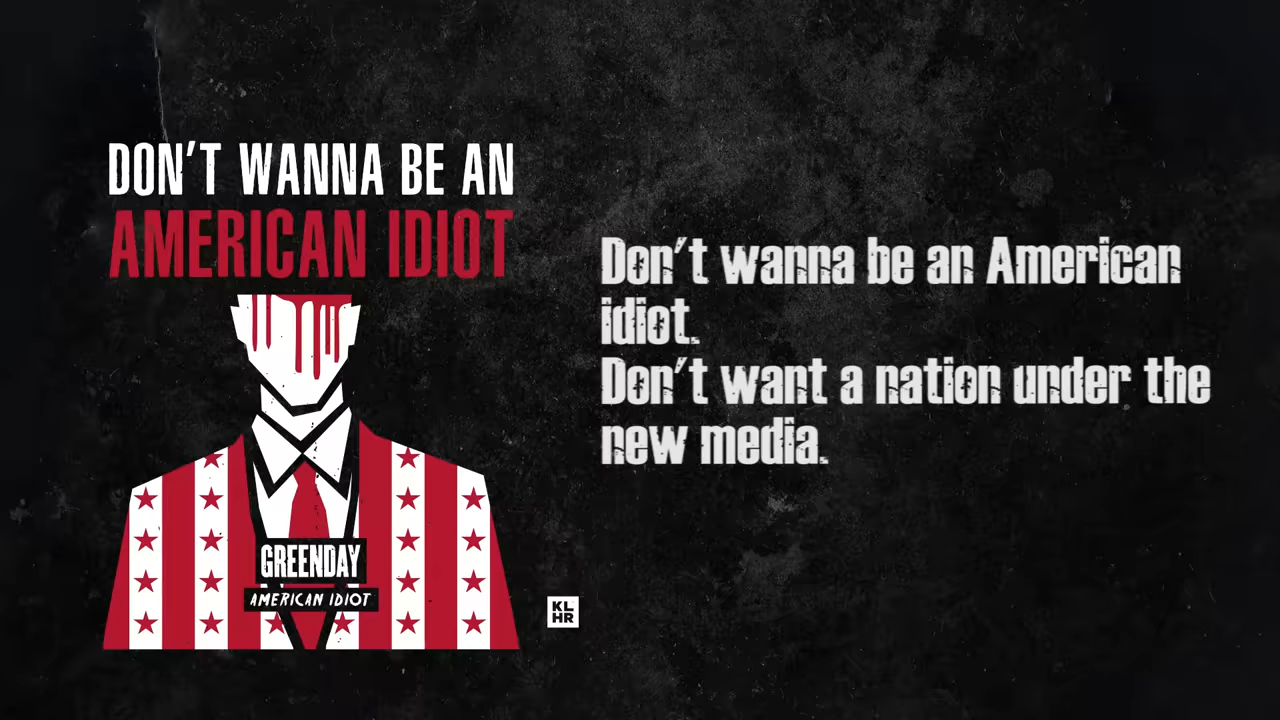 DON'T WANNA BE AN
AMERICAN IDIOT
GREENDAY
AMERICAN IDIOT
KL
HR
Don't wanna be an American
idiot.
Don't want a nation under the
new media.